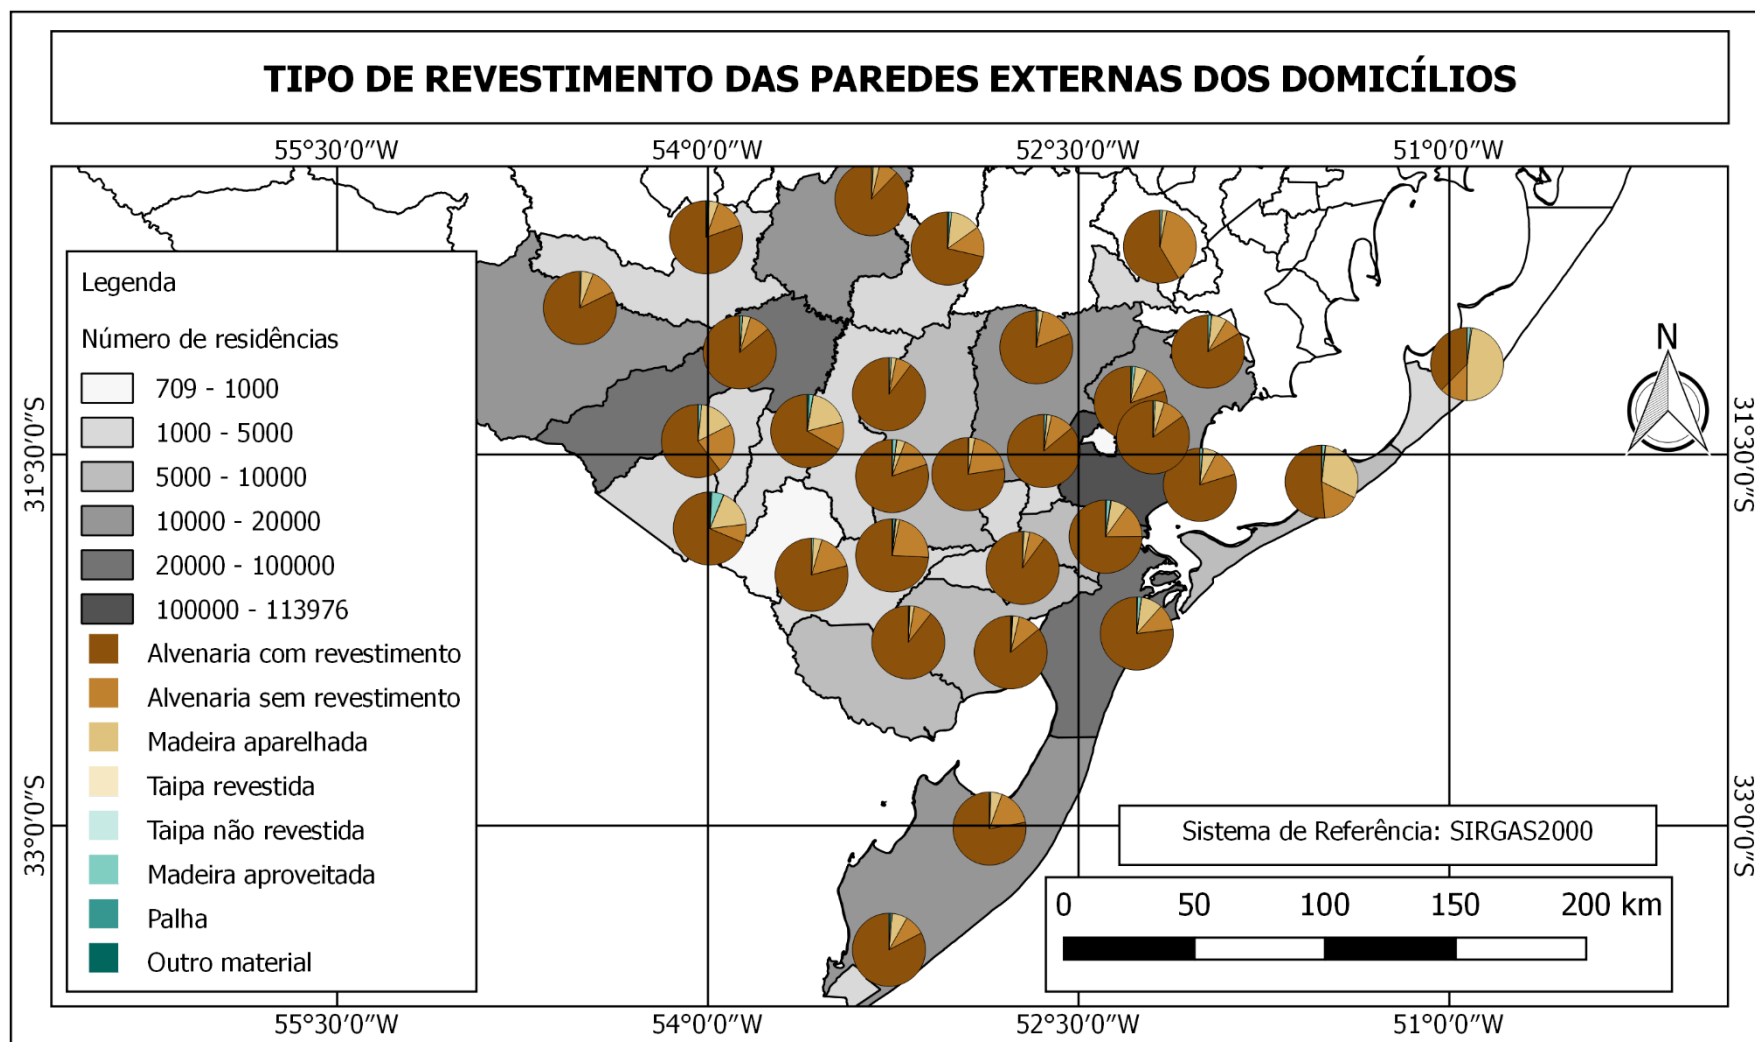 TIPO DE REVESTIMENTO DAS PAREDES EXTERNAS DOS DOMICÍLIOS
55°30'0"W 54°0'0"W 52°30'0"W 51°0'0"W
Legenda
Número de residências
709 - 1000
1000 - 5000
5000 - 10000
10000 - 20000
20000 - 100000
100000 - 113976
Alvenaria com revestimento
Alvenaria sem revestimento
Madeira aparelhada
Taipa revestida
Taipa não revestida
Madeira aproveitada
Palha
Outro material
31°30'0"S
33°0'0"S
N
31°30'0"S
33°0'0"S
Sistema de Referência: SIRGAS2000
0 50 100 150 200 km
55°30'0"W 54°0'0"W 52°30'0"W 51°0'0"W